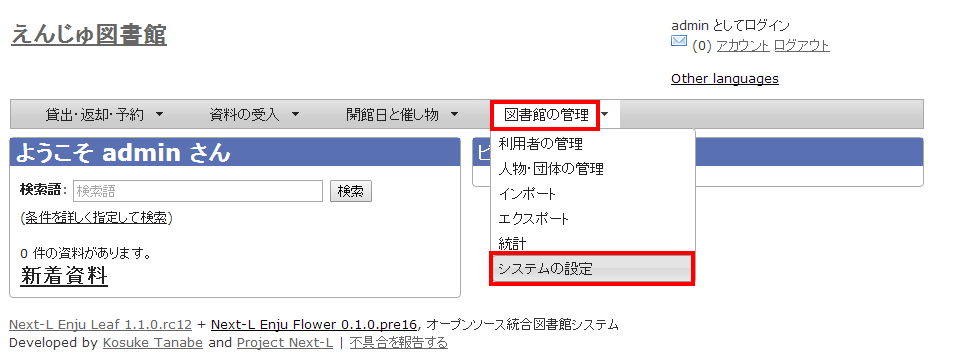 えんじゅ図書館
admin としてログイン
(0) アカウント ログアウト
Other languages
貸出・返却・予約 資料の受入 開館日と催し物 図書館の管理
ようこそ admin さん
ピ
利用者の管理
人物・団体の管理
インポート
エクスポート
統計
システムの設定
検索語: 検索語 検索
(条件を詳しく指定して検索)
0 件の資料があります。
新着資料
Next-L Enju Leaf 1.1.0.rc12 + Next-L Enju Flower 0.1.0.pre16, オープンソース統合図書館システム
Developed by Kosuke Tanabe and Project Next-L | 不具合を報告する